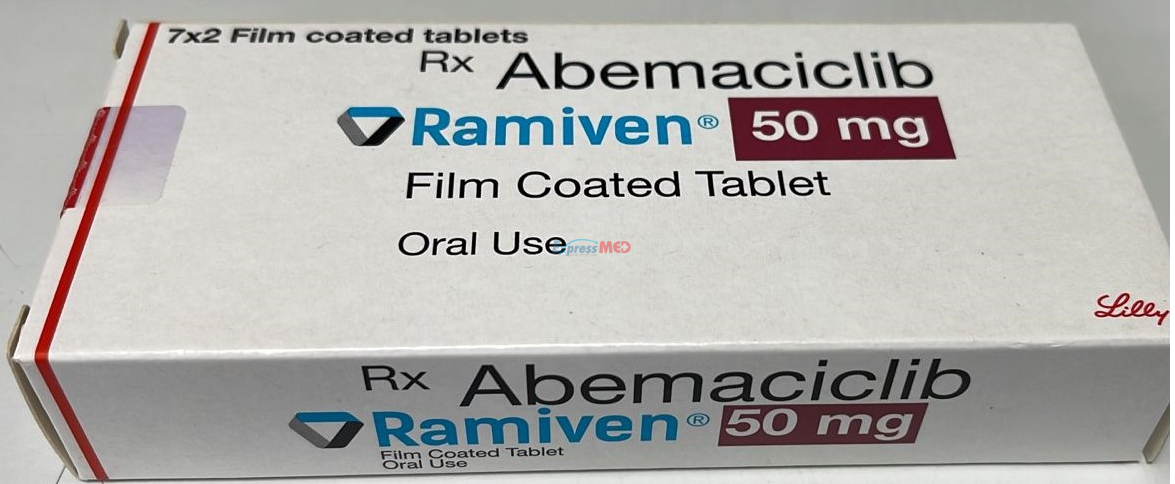 7x2 Film coated tablets
Rx Abemaciclib
Ramiven® 50 mg
Film Coated Tablet
Oral Use
ExpressMED
Lilly
Rx Abemaciclib
Ramiven® 50 mg
Film Coated Tablet
Oral Use